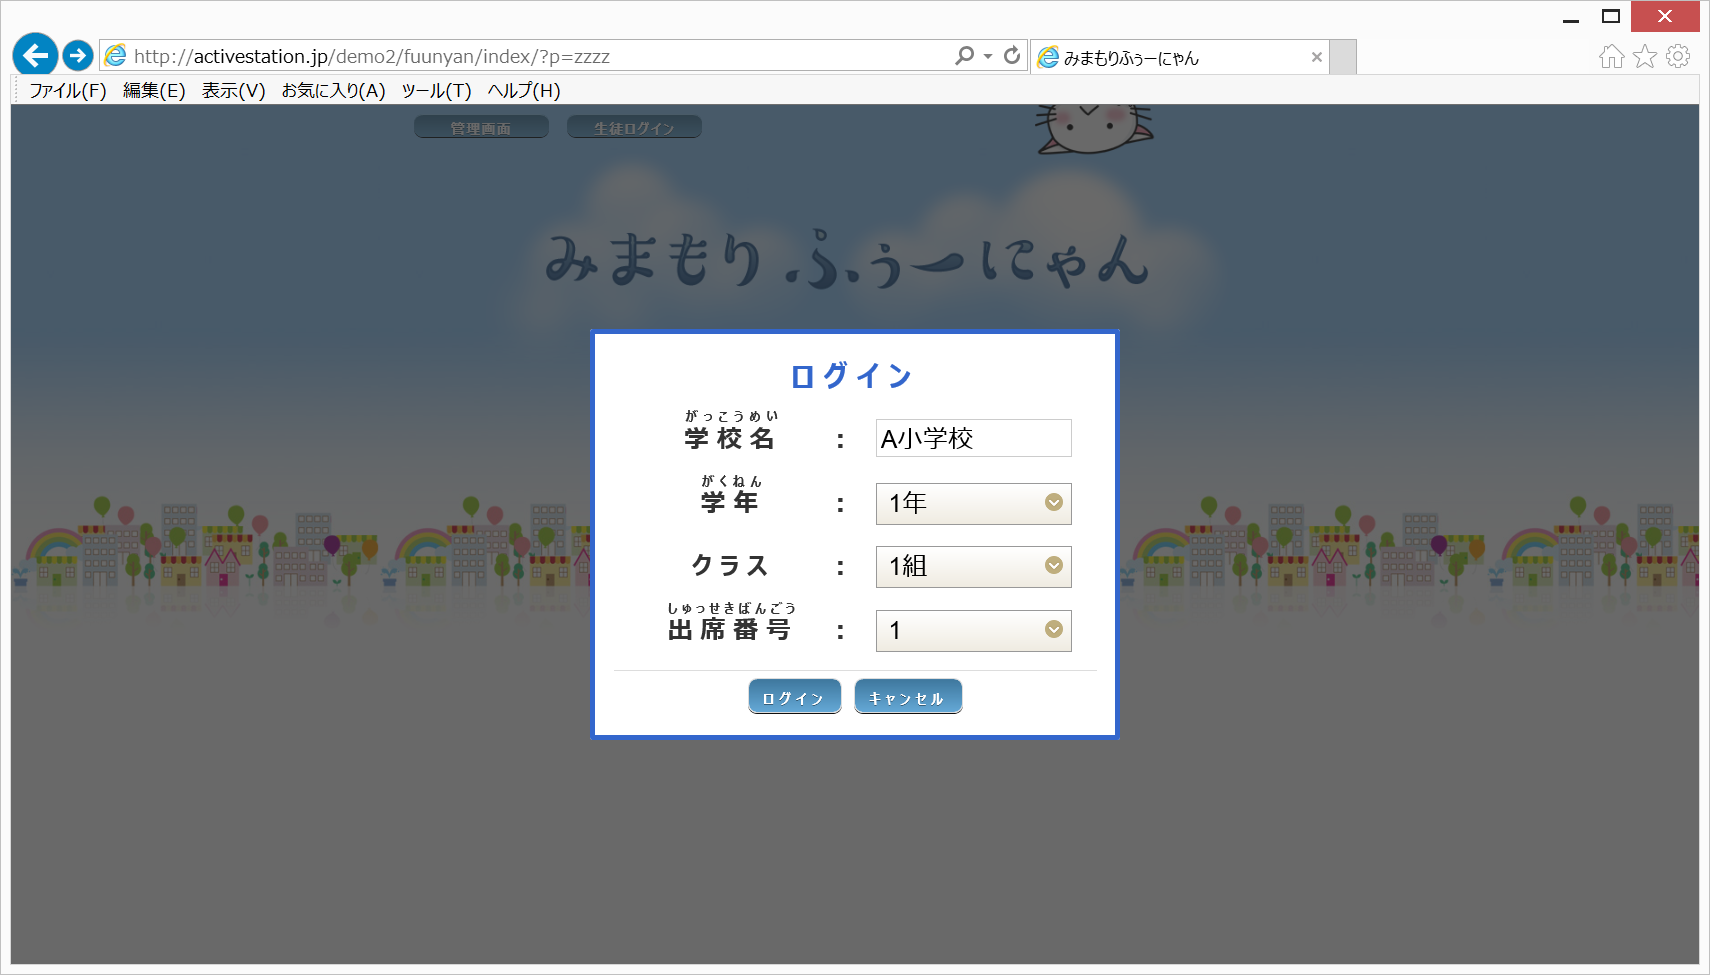 http://activestation.jp/demo2/fuunyan/index/?p=zzzz
みまもりふぅーにゃん
ファイル(F) 編集(E) 表示(V) お気に入り(A) ツール(T) ヘルプ(H)
管理画面 生徒ログイン
みまもりふぅーにゃん
ログイン
がっこうめい
学校名 : A小学校
がくねん
学年 : 1年
クラス : 1組
しゅっせきばんごう
出席番号 : 1
ログイン キャンセル